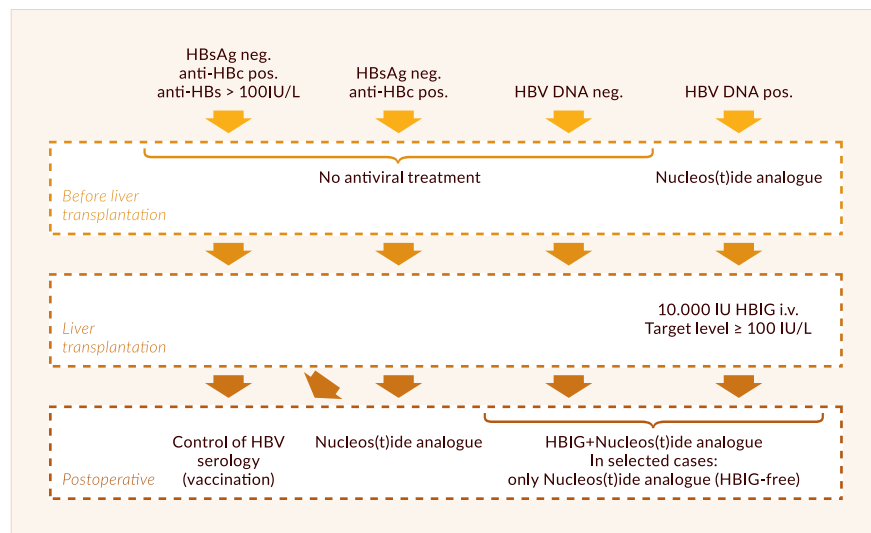 HBsAg neg.
anti-HBc pos.
anti-HBs > 100IU/L
HBsAg neg.
anti-HBc pos.
HBV DNA neg.
HBV DNA pos.
Before liver
transplantation
No antiviral treatment
Nucleos(t)ide analogue
Liver
transplantation
10.000 IU HBIG i.v.
Target level ≥ 100 IU/L
Postoperative
Control of HBV
serology
(vaccination)
Nucleos(t)ide analogue
HBIG+Nucleos(t)ide analogue
In selected cases:
only Nucleos(t)ide analogue (HBIG-free)